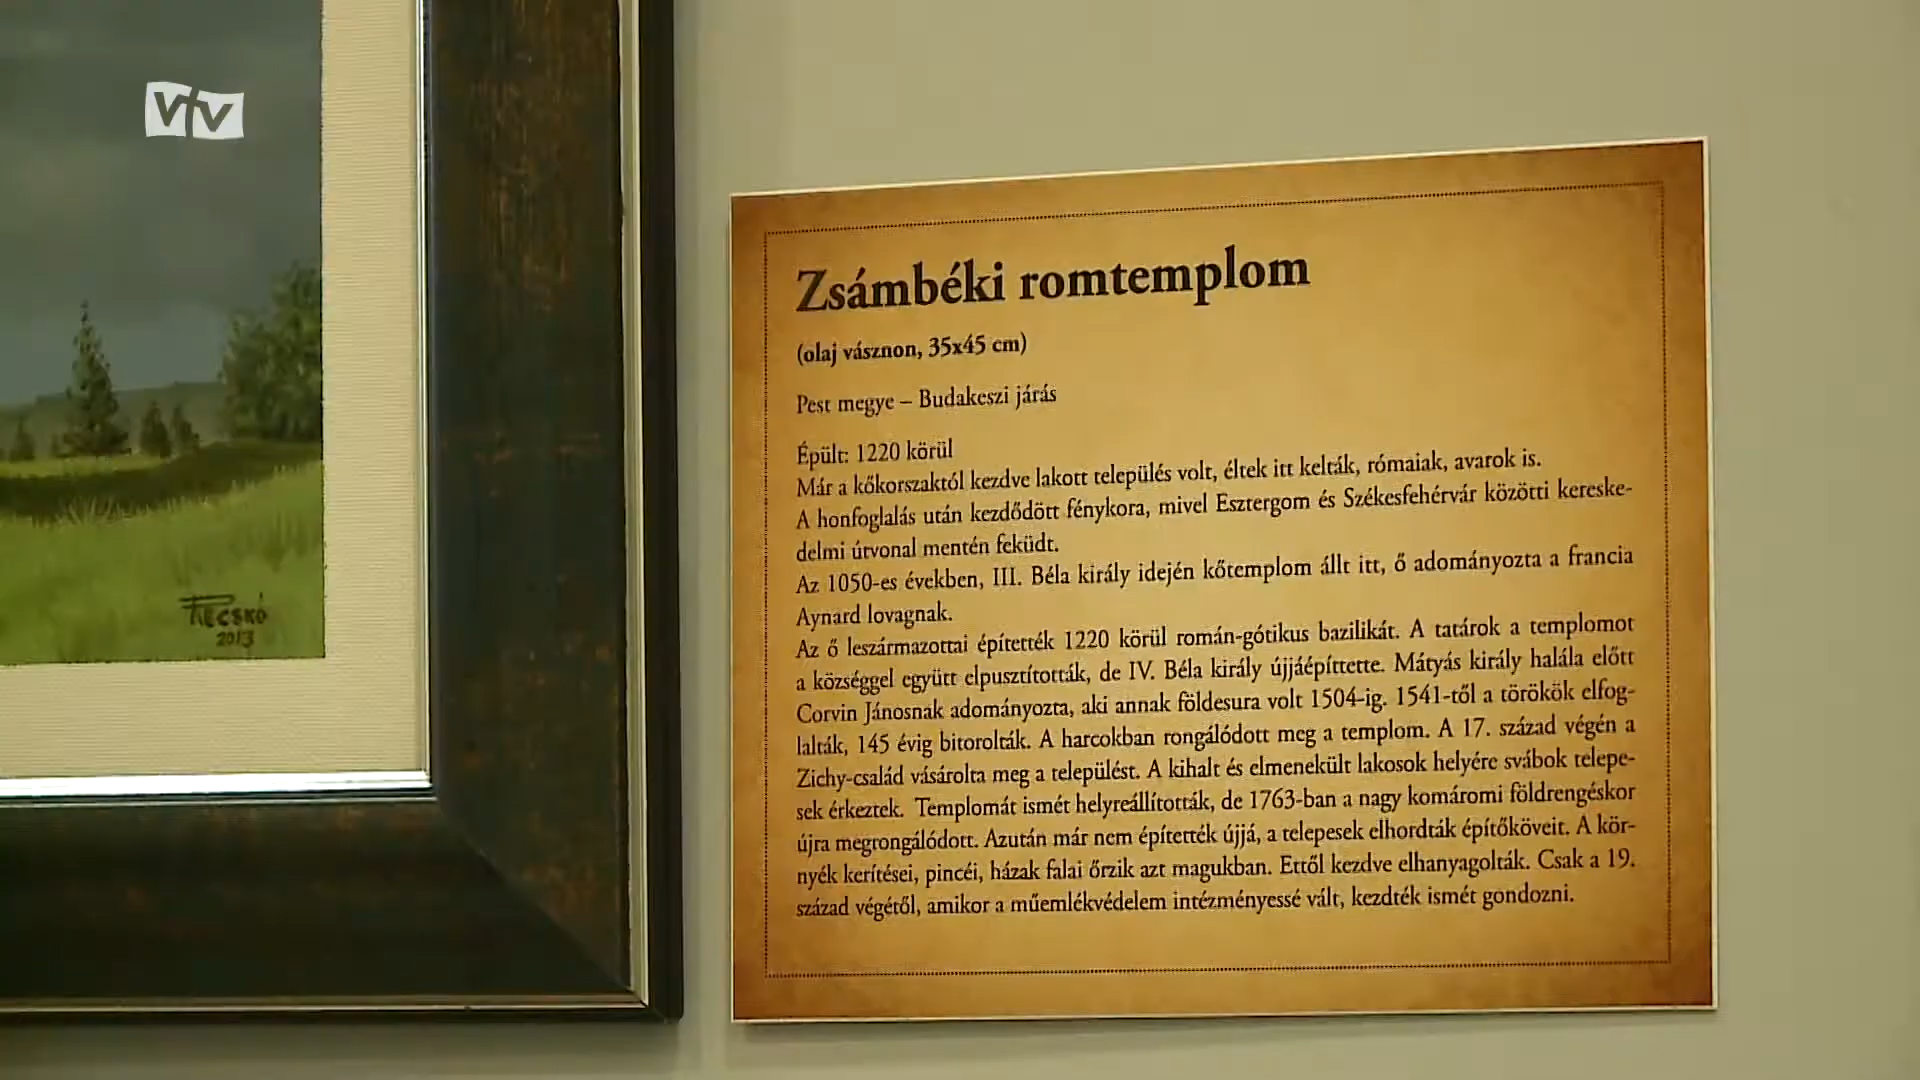 VTV
Zsámbéki romtemplom
(olaj vásznon, 35x45 cm)
Pest megye – Budakeszi járás
Épült: 1220 körül
Már a kőkorszaktól kezdve lakott település volt, éltek itt kelták, rómaiak, avarok is.
A honfoglalás után kezdődött fénykora, mivel Esztergom és Székesfehérvár közötti kereske-
delmi útvonal mentén feküdt.
Az 1050-es években, III. Béla király idején kőtemplom állt itt, ő adományozta a francia
Aynard lovagnak.
Az ő leszármazottai építették 1220 körül román-gótikus bazilikát. A tatárok a templomot
a községgel együtt elpusztították, de IV. Béla király újjáépíttette. Mátyás király halála előtt
Corvin Jánosnak adományozta, aki annak földesura volt 1504-ig. 1541-től a törökök elfog-
lalták, 145 évig bitorolták. A harcokban rongálódott meg a templom. A 17. század végén a
Zichy-család vásárolta meg a települést. A kihalt és elmenekült lakosok helyére svábok telepe-
sek érkeztek. Templomát ismét helyreállították, de 1763-ban a nagy komáromi földrengéskor
újra megrongálódott. Azután már nem építették újjá, a telepesek elhordták építőköveit. A kör-
nyék kerítései, pincéi, házak falai őrzik azt magukban. Ettől kezdve elhanyagolták. Csak a 19.
század végétől, amikor a műemlékvédelem intézményessé vált, kezdték ismét gondozni.
RECSKÓ
2013